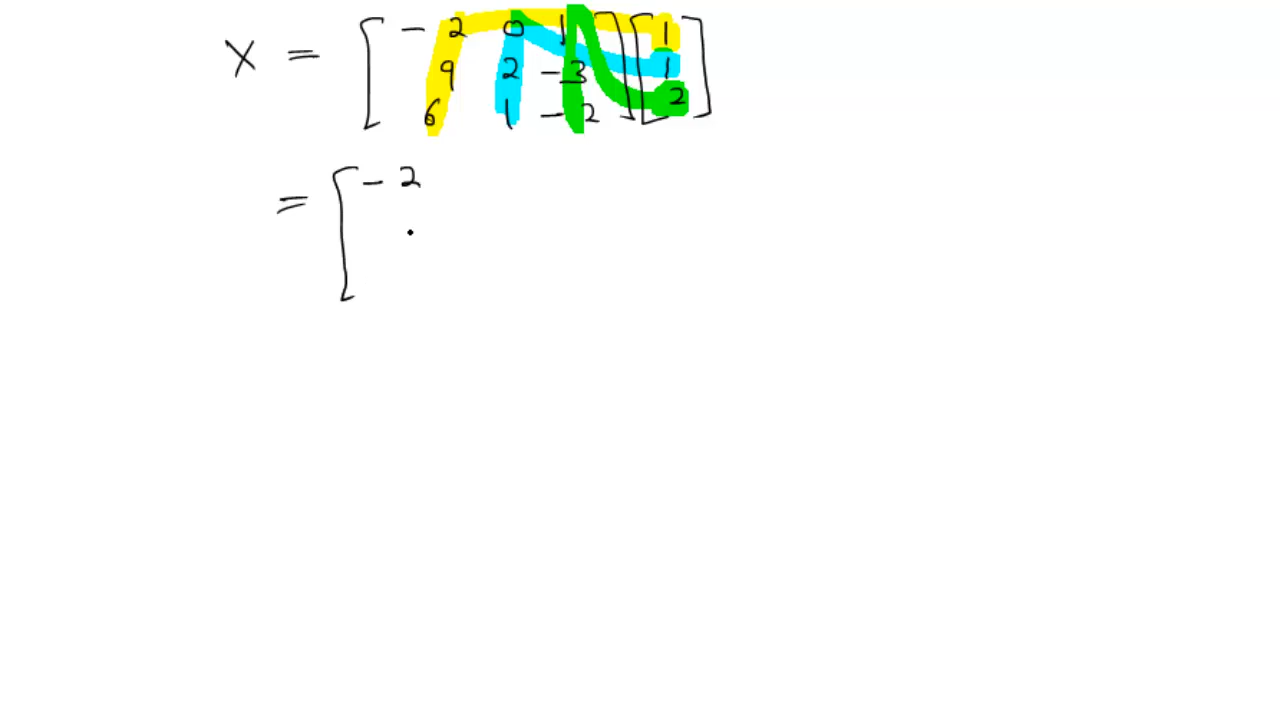 X = [ - 2 0 1 ] [ 1 ]
9 2 - 3 1
6 1 - 2 2
= [ - 2